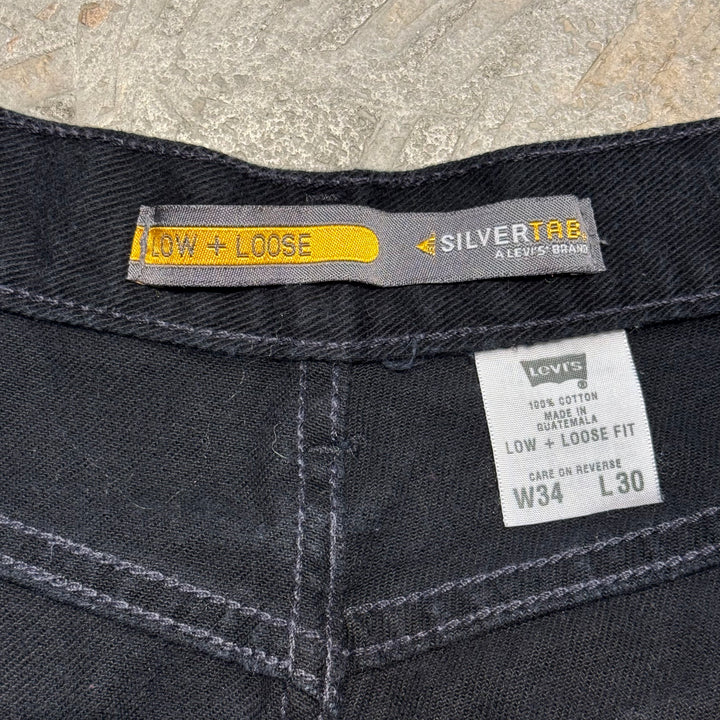 LOW + LOOSE
SILVERTAB
A LEVI'S® BRAND
LEVI'S
®
100% COTTON
MADE IN
GUATEMALA
LOW + LOOSE FIT
CARE ON REVERSE
W34 L30